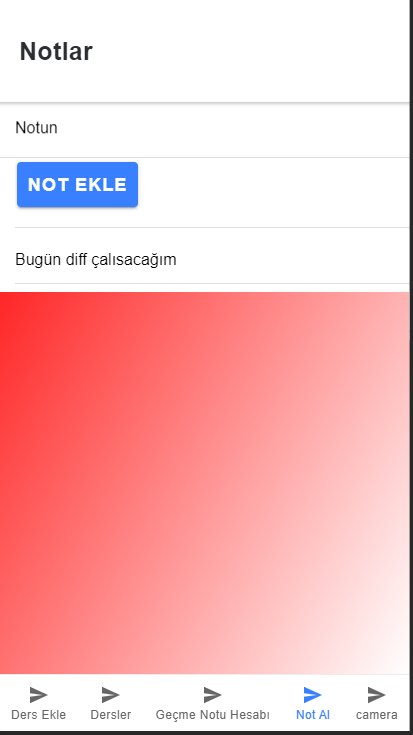 Notlar
Notun
NOT EKLE
Bugün diff çalısacağım
Ders Ekle
Dersler
Geçme Notu Hesabı
Not Al
camera